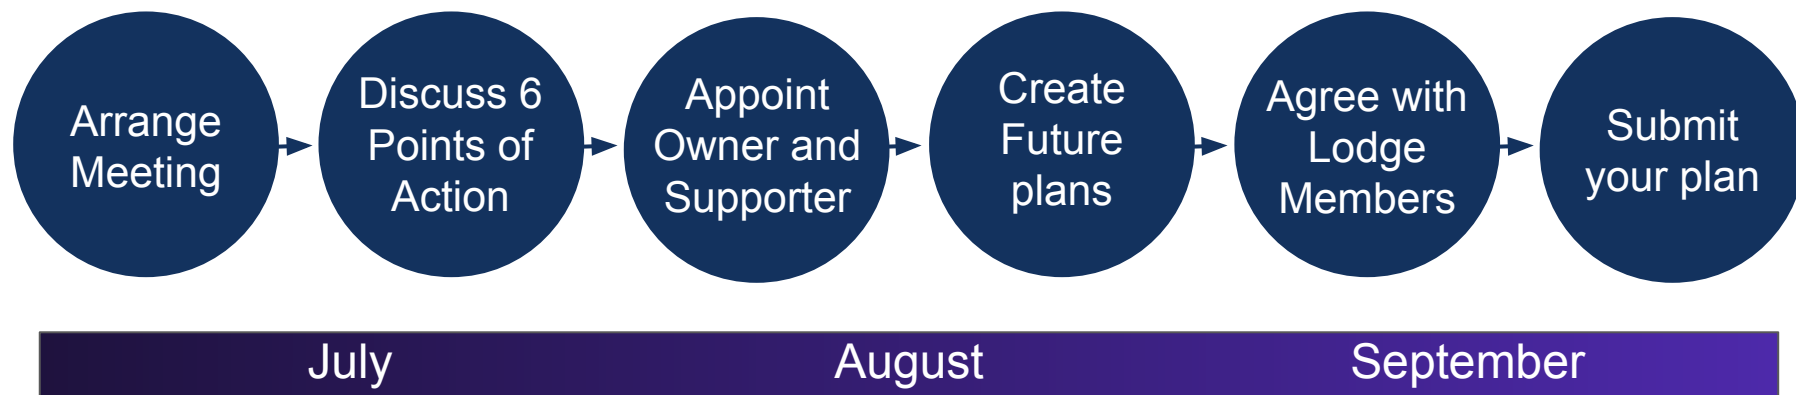 Arrange
Meeting
Discuss 6
Points of
Action
Appoint
Owner and
Supporter
Create
Future
plans
Agree with
Lodge
Members
Submit
your plan
July
August
September